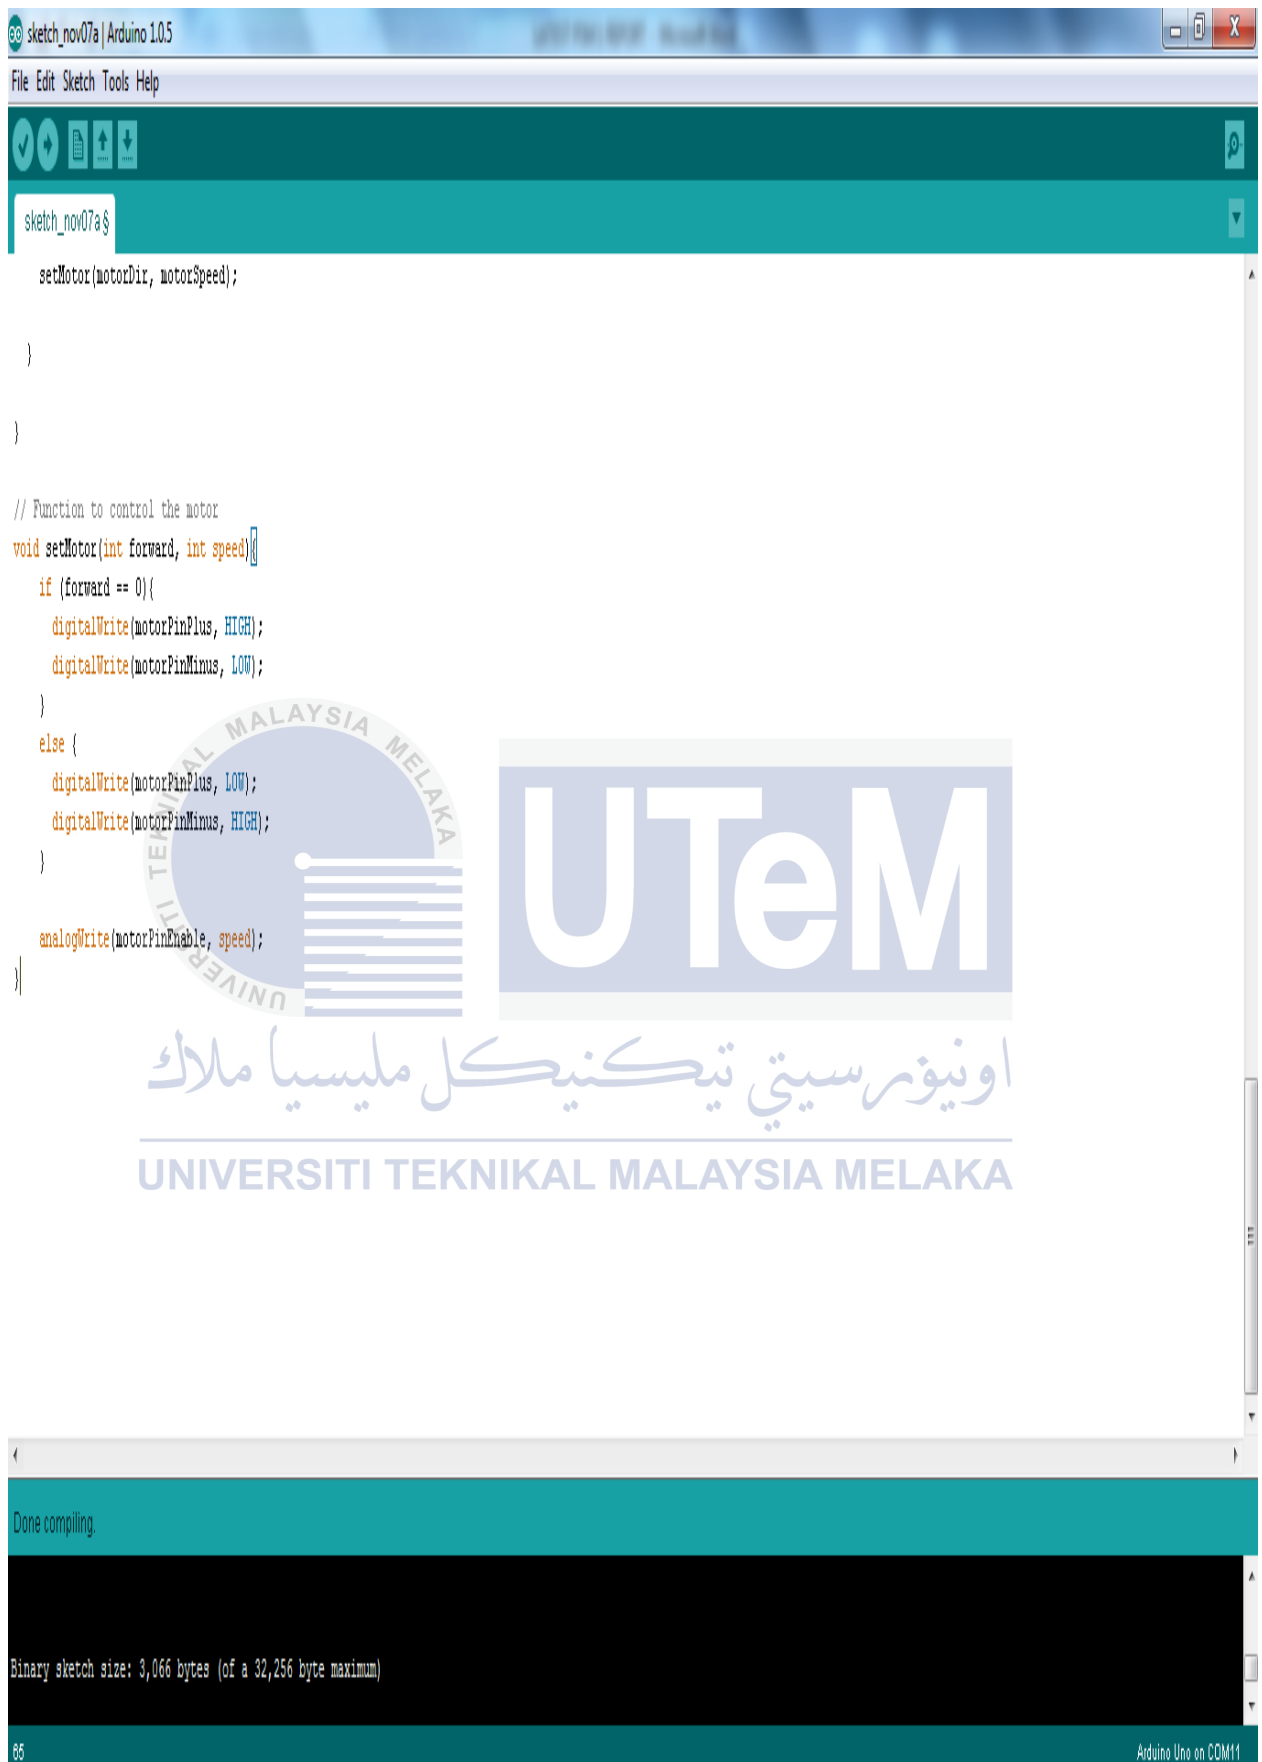 sketch_nov07a | Arduino 1.0.5
File Edit Sketch Tools Help
sketch_nov07a §
setMotor(motorDir, motorSpeed);
}
}
// Function to control the motor
void setMotor(int forward, int speed){
if (forward == 0){
digitalWrite(motorPinPlus, HIGH);
digitalWrite(motorPinMinus, LOW);
}
else {
digitalWrite(motorPinPlus, LOW);
digitalWrite(motorPinMinus, HIGH);
}
analogWrite(motorPinEnable, speed);
}
UNIVERSITI TEKNIKAL MALAYSIA MELAKA
UTeM
اونيۏرسيتي تيكنيكل مليسيا ملاك
UNIVERSITI TEKNIKAL MALAYSIA MELAKA
Done compiling.
Binary sketch size: 3,066 bytes (of a 32,256 byte maximum)
65
Arduino Uno on COM11